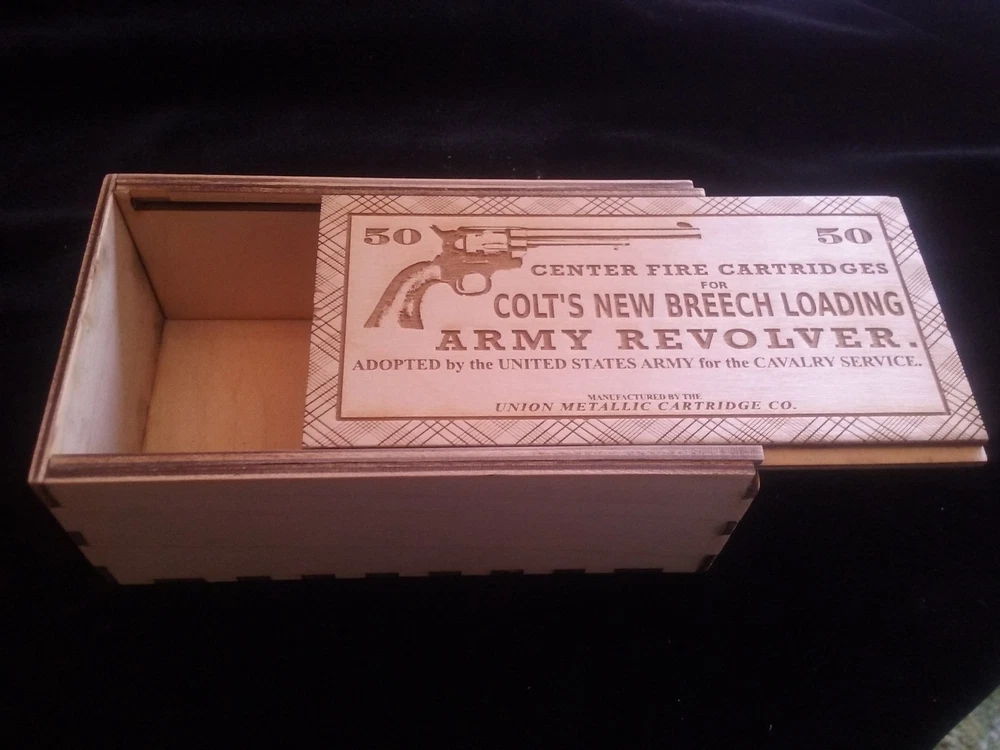 50 50
CENTER FIRE CARTRIDGES
FOR
COLT'S NEW BREECH LOADING
ARMY REVOLVER.
ADOPTED by the UNITED STATES ARMY for the CAVALRY SERVICE.
MANUFACTURED BY THE
UNION METALLIC CARTRIDGE CO.